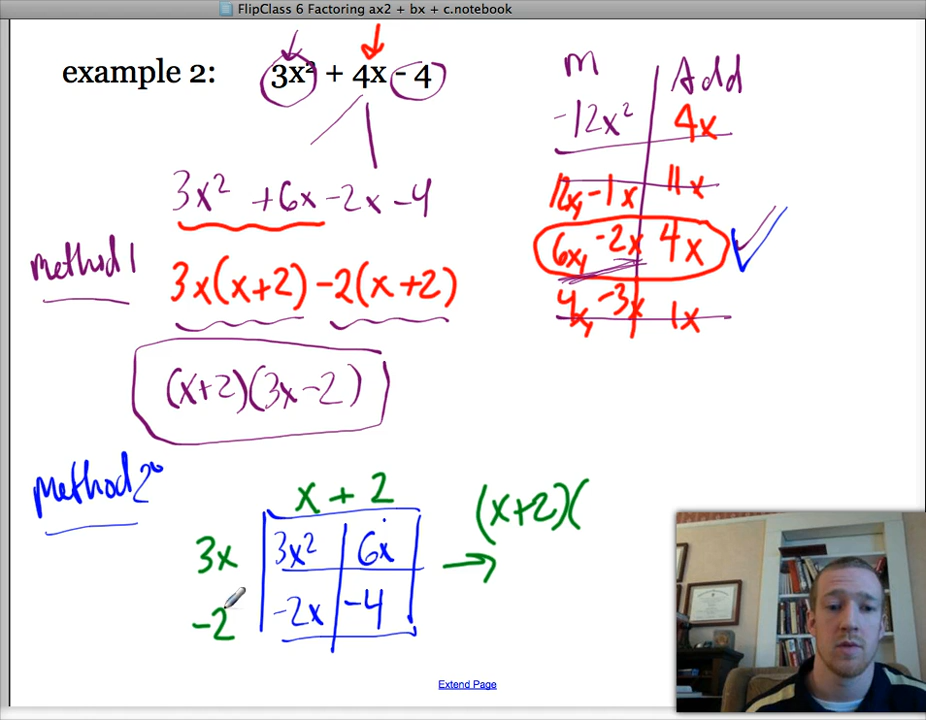 FlipClass 6 Factoring ax2 + bx + c.notebook
example 2: 3x² + 4x - 4
M Add
-12x² 4x
12x, -1x 11x
6x, -2x 4x
4x, -3x 1x
3x² +6x -2x -4
method 1
3x(x+2) -2(x+2)
(x+2)(3x-2)
method 2
x + 2
3x 3x² 6x
-2 -2x -4
(x+2)(
Extend Page